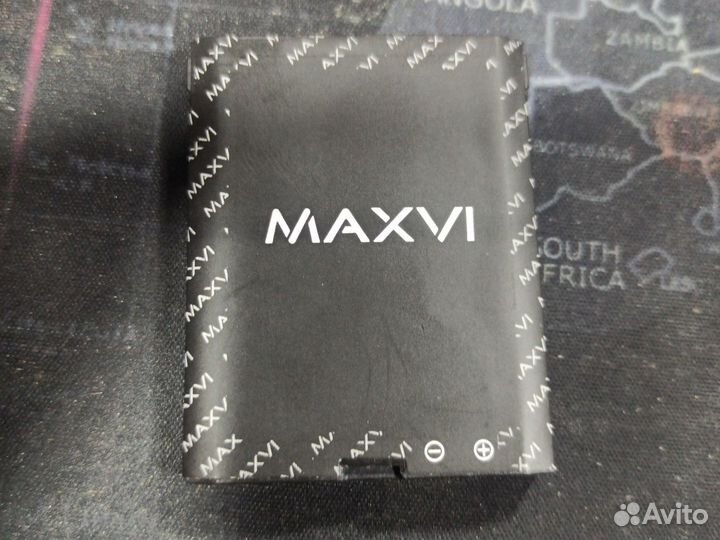 ANGOLA
ZAMBIA
BOTSWANA
SOUTH
AFRICA
MAXVI
⊖ ⊕
Avito